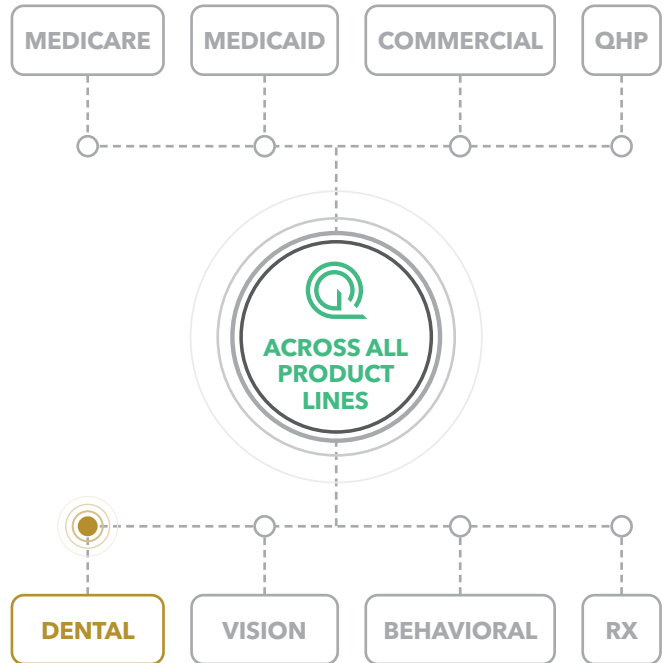 MEDICARE
MEDICAID
COMMERCIAL
QHP
ACROSS ALL
PRODUCT
LINES
DENTAL
VISION
BEHAVIORAL
RX